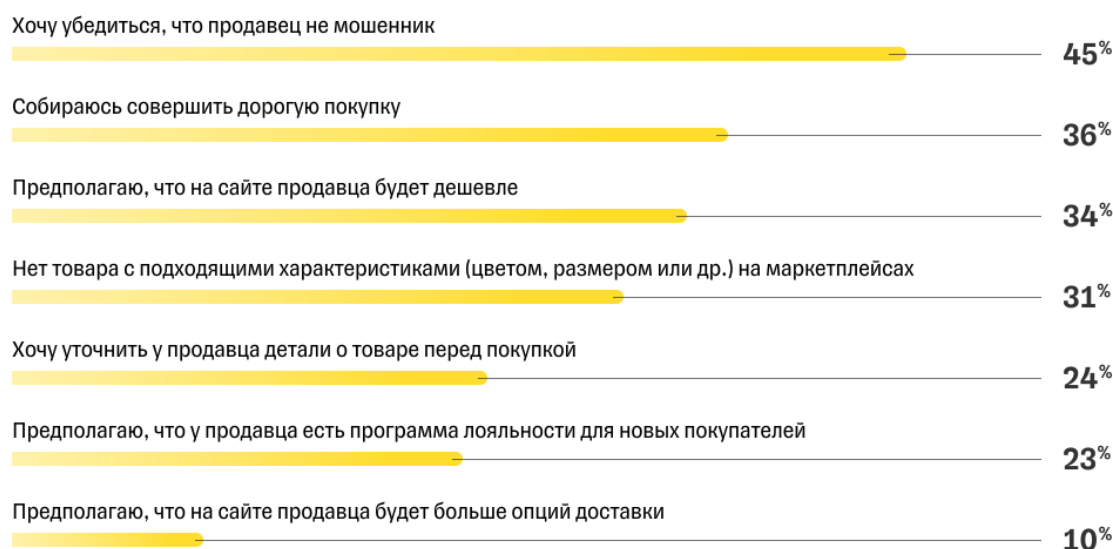 Хочу убедиться, что продавец не мошенник
45%
Собираюсь совершить дорогую покупку
36%
Предполагаю, что на сайте продавца будет дешевле
34%
Нет товара с подходящими характеристиками (цветом, размером или др.) на маркетплейсах
31%
Хочу уточнить у продавца детали о товаре перед покупкой
24%
Предполагаю, что у продавца есть программа лояльности для новых покупателей
23%
Предполагаю, что на сайте продавца будет больше опций доставки
10%